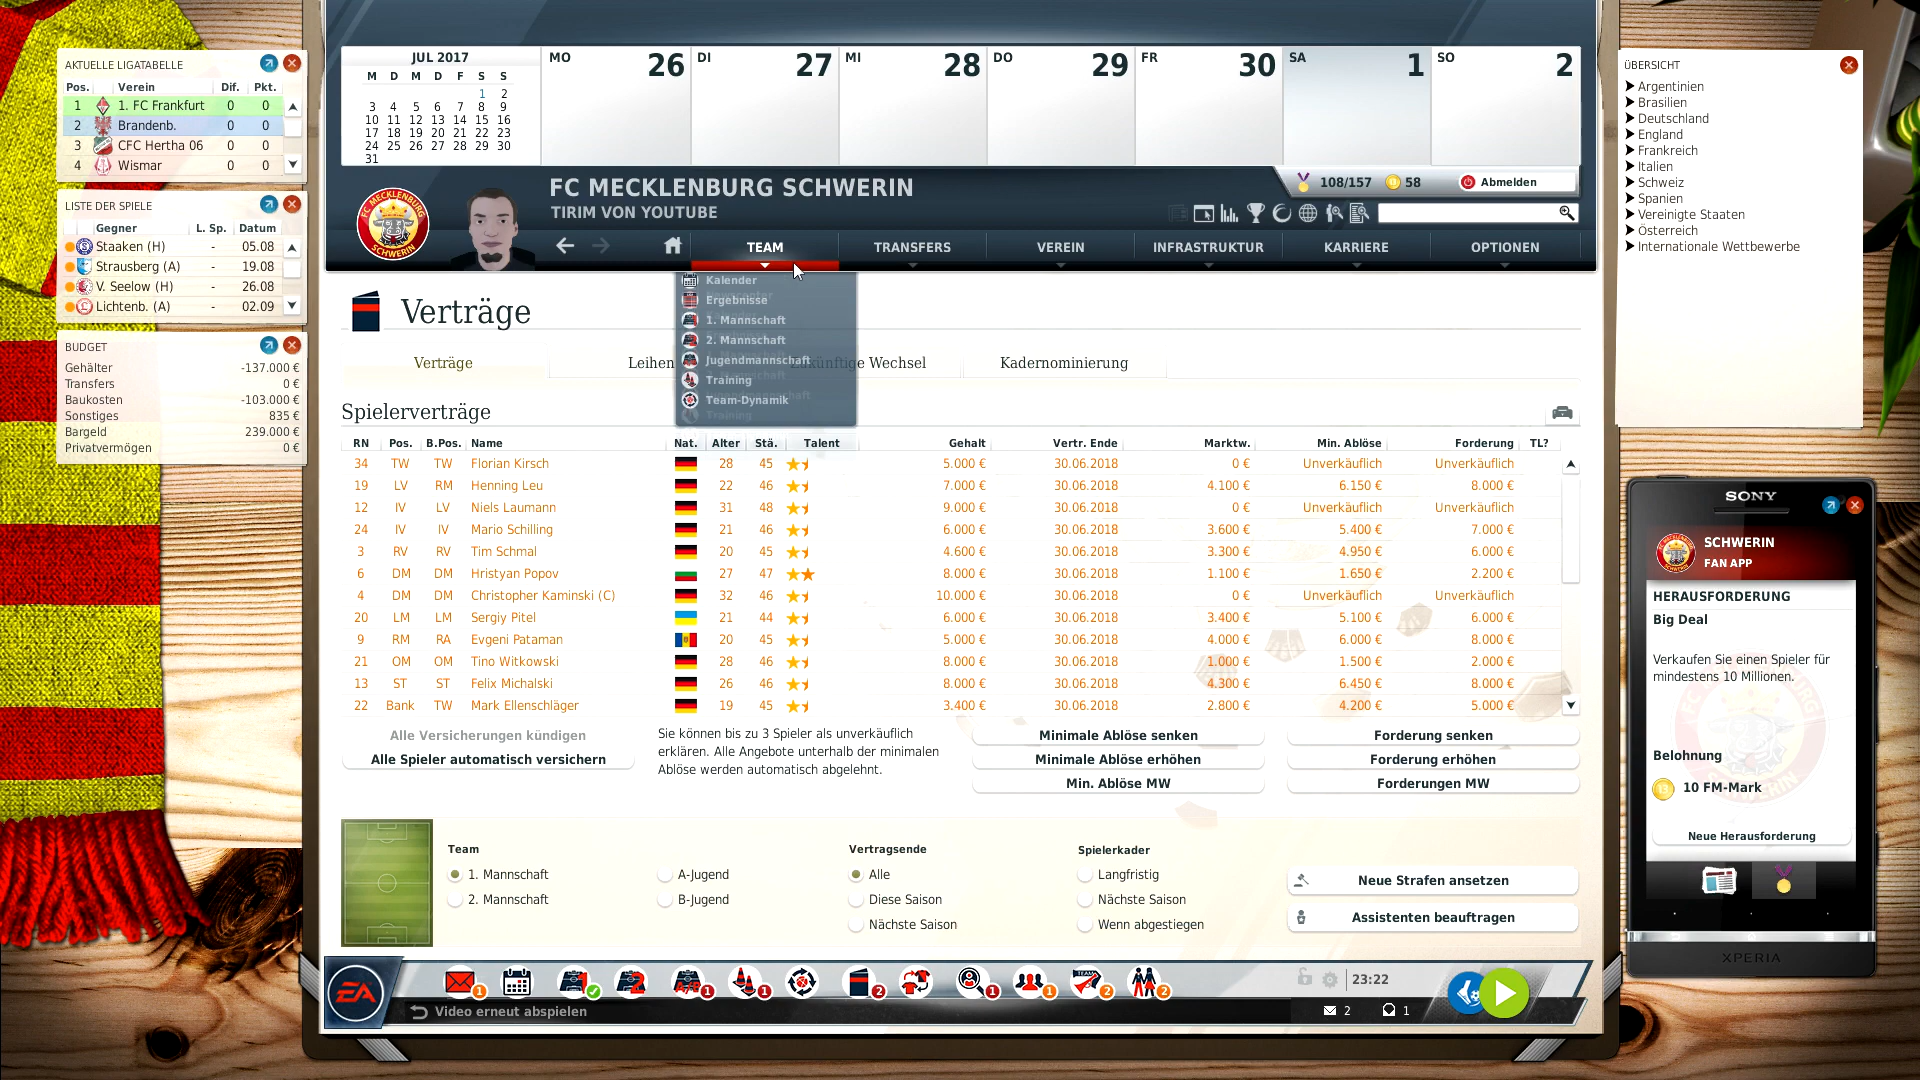 AKTUELLE LIGATABELLE
Pos. Verein Dif. Pkt.
1 1. FC Frankfurt 0 0
2 Brandenb. 0 0
3 CFC Hertha 06 0 0
4 Wismar 0 0
LISTE DER SPIELE
Gegner L. Sp. Datum
Staaken (H) - 05.08
Strausberg (A) - 19.08
V. Seelow (H) - 26.08
Lichtenb. (A) - 02.09
BUDGET
Gehälter -137.000 €
Transfers 0 €
Baukosten -103.000 €
Sonstiges 835 €
Bargeld 239.000 €
Privatvermögen 0 €
JUL 2017
M D M D F S S
1 2
3 4 5 6 7 8 9
10 11 12 13 14 15 16
17 18 19 20 21 22 23
24 25 26 27 28 29 30
31
MO 26 DI 27 MI 28 DO 29 FR 30 SA 1 SO 2
FC MECKLENBURG SCHWERIN
TIRIM VON YOUTUBE
108/157 58 Abmelden
TEAM TRANSFERS VEREIN INFRASTRUKTUR KARRIERE OPTIONEN
Kalender
Ergebnisse
1. Mannschaft
2. Mannschaft
Jugendmannschaft
Training
Team-Dynamik
Verträge
Verträge Leihen Zukünftige Wechsel Kadernominierung
Spielerverträge
RN Pos. B.Pos. Name Nat. Alter Stä. Talent Gehalt Vertr. Ende Marktw. Min. Ablöse Forderung TL?
34 TW TW Florian Kirsch 28 45 5.000 € 30.06.2018 0 € Unverkäuflich Unverkäuflich
19 LV RM Henning Leu 22 46 7.000 € 30.06.2018 4.100 € 6.150 € 8.000 €
12 IV LV Niels Laumann 31 48 9.000 € 30.06.2018 0 € Unverkäuflich Unverkäuflich
24 IV IV Mario Schilling 21 46 6.000 € 30.06.2018 3.600 € 5.400 € 7.000 €
3 RV RV Tim Schmal 20 45 4.600 € 30.06.2018 3.300 € 4.950 € 6.000 €
6 DM DM Hristyan Popov 27 47 8.000 € 30.06.2018 1.100 € 1.650 € 2.200 €
4 DM DM Christopher Kaminski (C) 32 46 10.000 € 30.06.2018 0 € Unverkäuflich Unverkäuflich
20 LM LM Sergiy Pitel 21 44 6.000 € 30.06.2018 3.400 € 5.100 € 6.000 €
9 RM RA Evgeni Pataman 20 45 5.000 € 30.06.2018 4.000 € 6.000 € 8.000 €
21 OM OM Tino Witkowski 28 46 8.000 € 30.06.2018 1.000 € 1.500 € 2.000 €
13 ST ST Felix Michalski 26 46 8.000 € 30.06.2018 4.300 € 6.450 € 8.000 €
22 Bank TW Mark Ellenschläger 19 45 3.400 € 30.06.2018 2.800 € 4.200 € 5.000 €
Alle Versicherungen kündigen
Alle Spieler automatisch versichern
Sie können bis zu 3 Spieler als unverkäuflich
erklären. Alle Angebote unterhalb der minimalen
Ablöse werden automatisch abgelehnt.
Minimale Ablöse senken
Minimale Ablöse erhöhen
Min. Ablöse MW
Forderung senken
Forderung erhöhen
Forderungen MW
Team
1. Mannschaft A-Jugend
2. Mannschaft B-Jugend
Vertragsende
Alle
Diese Saison
Nächste Saison
Spielerkader
Langfristig
Nächste Saison
Wenn abgestiegen
Neue Strafen ansetzen
Assistenten beauftragen
EA
1 1 2 A/B 1 1 2 1 1 TEAM 2 2
23:22
Video erneut abspielen
2 1
ÜBERSICHT
Argentinien
Brasilien
Deutschland
England
Frankreich
Italien
Schweiz
Spanien
Vereinigte Staaten
Österreich
Internationale Wettbewerbe
SONY
SCHWERIN
FAN APP
HERAUSFORDERUNG
Big Deal
Verkaufen Sie einen Spieler für
mindestens 10 Millionen.
Belohnung
10 FM-Mark
Neue Herausforderung
XPERIA